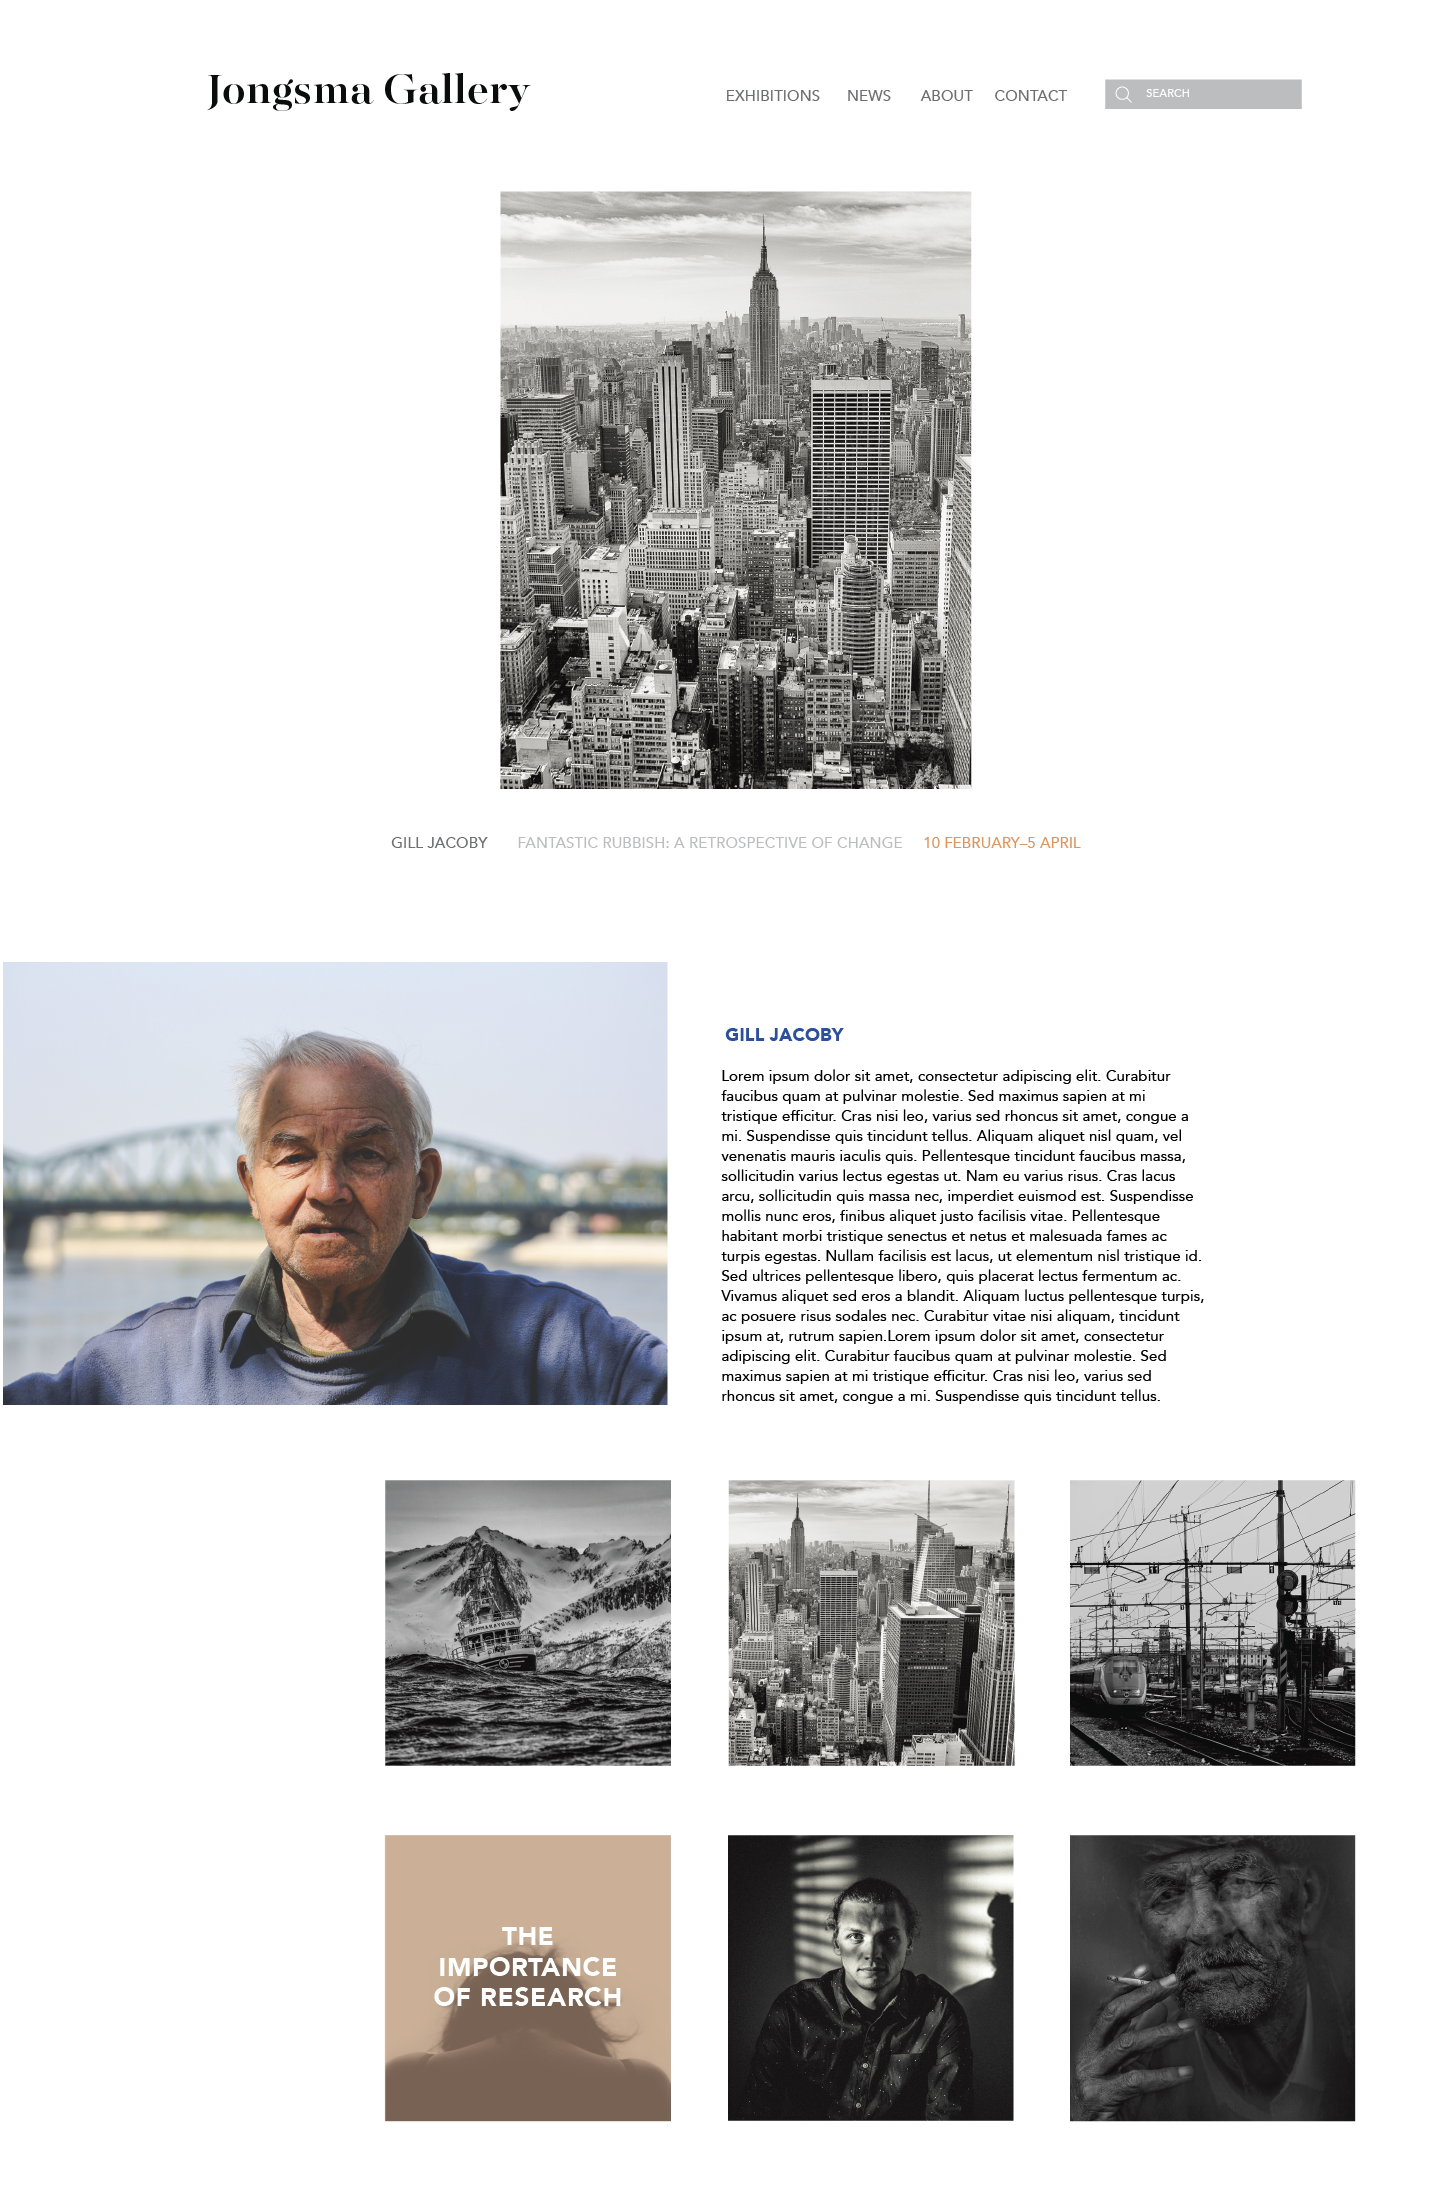 Jongsma Gallery
EXHIBITIONS NEWS ABOUT CONTACT SEARCH
GILL JACOBY FANTASTIC RUBBISH: A RETROSPECTIVE OF CHANGE 10 FEBRUARY–5 APRIL
GILL JACOBY
Lorem ipsum dolor sit amet, consectetur adipiscing elit. Curabitur
faucibus quam at pulvinar molestie. Sed maximus sapien at mi
tristique efficitur. Cras nisi leo, varius sed rhoncus sit amet, congue a
mi. Suspendisse quis tincidunt tellus. Aliquam aliquet nisl quam, vel
venenatis mauris iaculis quis. Pellentesque tincidunt faucibus massa,
sollicitudin varius lectus egestas ut. Nam eu varius risus. Cras lacus
arcu, sollicitudin quis massa nec, imperdiet euismod est. Suspendisse
mollis nunc eros, finibus aliquet justo facilisis vitae. Pellentesque
habitant morbi tristique senectus et netus et malesuada fames ac
turpis egestas. Nullam facilisis est lacus, ut elementum nisl tristique id.
Sed ultrices pellentesque libero, quis placerat lectus fermentum ac.
Vivamus aliquet sed eros a blandit. Aliquam luctus pellentesque turpis,
ac posuere risus sodales nec. Curabitur vitae nisi aliquam, tincidunt
ipsum at, rutrum sapien.Lorem ipsum dolor sit amet, consectetur
adipiscing elit. Curabitur faucibus quam at pulvinar molestie. Sed
maximus sapien at mi tristique efficitur. Cras nisi leo, varius sed
rhoncus sit amet, congue a mi. Suspendisse quis tincidunt tellus.
THE
IMPORTANCE
OF RESEARCH